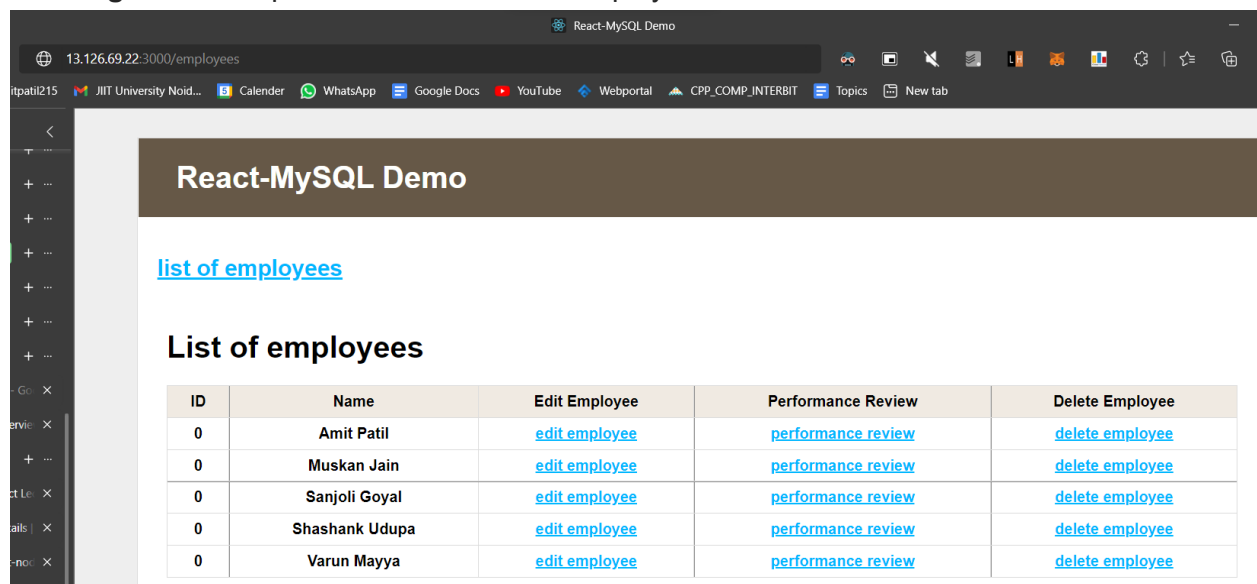 React-MySQL Demo
13.126.69.22:3000/employees
itpatil215 JIIT University Noid... Calender WhatsApp Google Docs YouTube Webportal CPP_COMP_INTERBIT Topics New tab
React-MySQL Demo
list of employees
List of employees
ID Name Edit Employee Performance Review Delete Employee
0 Amit Patil edit employee performance review delete employee
0 Muskan Jain edit employee performance review delete employee
0 Sanjoli Goyal edit employee performance review delete employee
0 Shashank Udupa edit employee performance review delete employee
0 Varun Mayya edit employee performance review delete employee